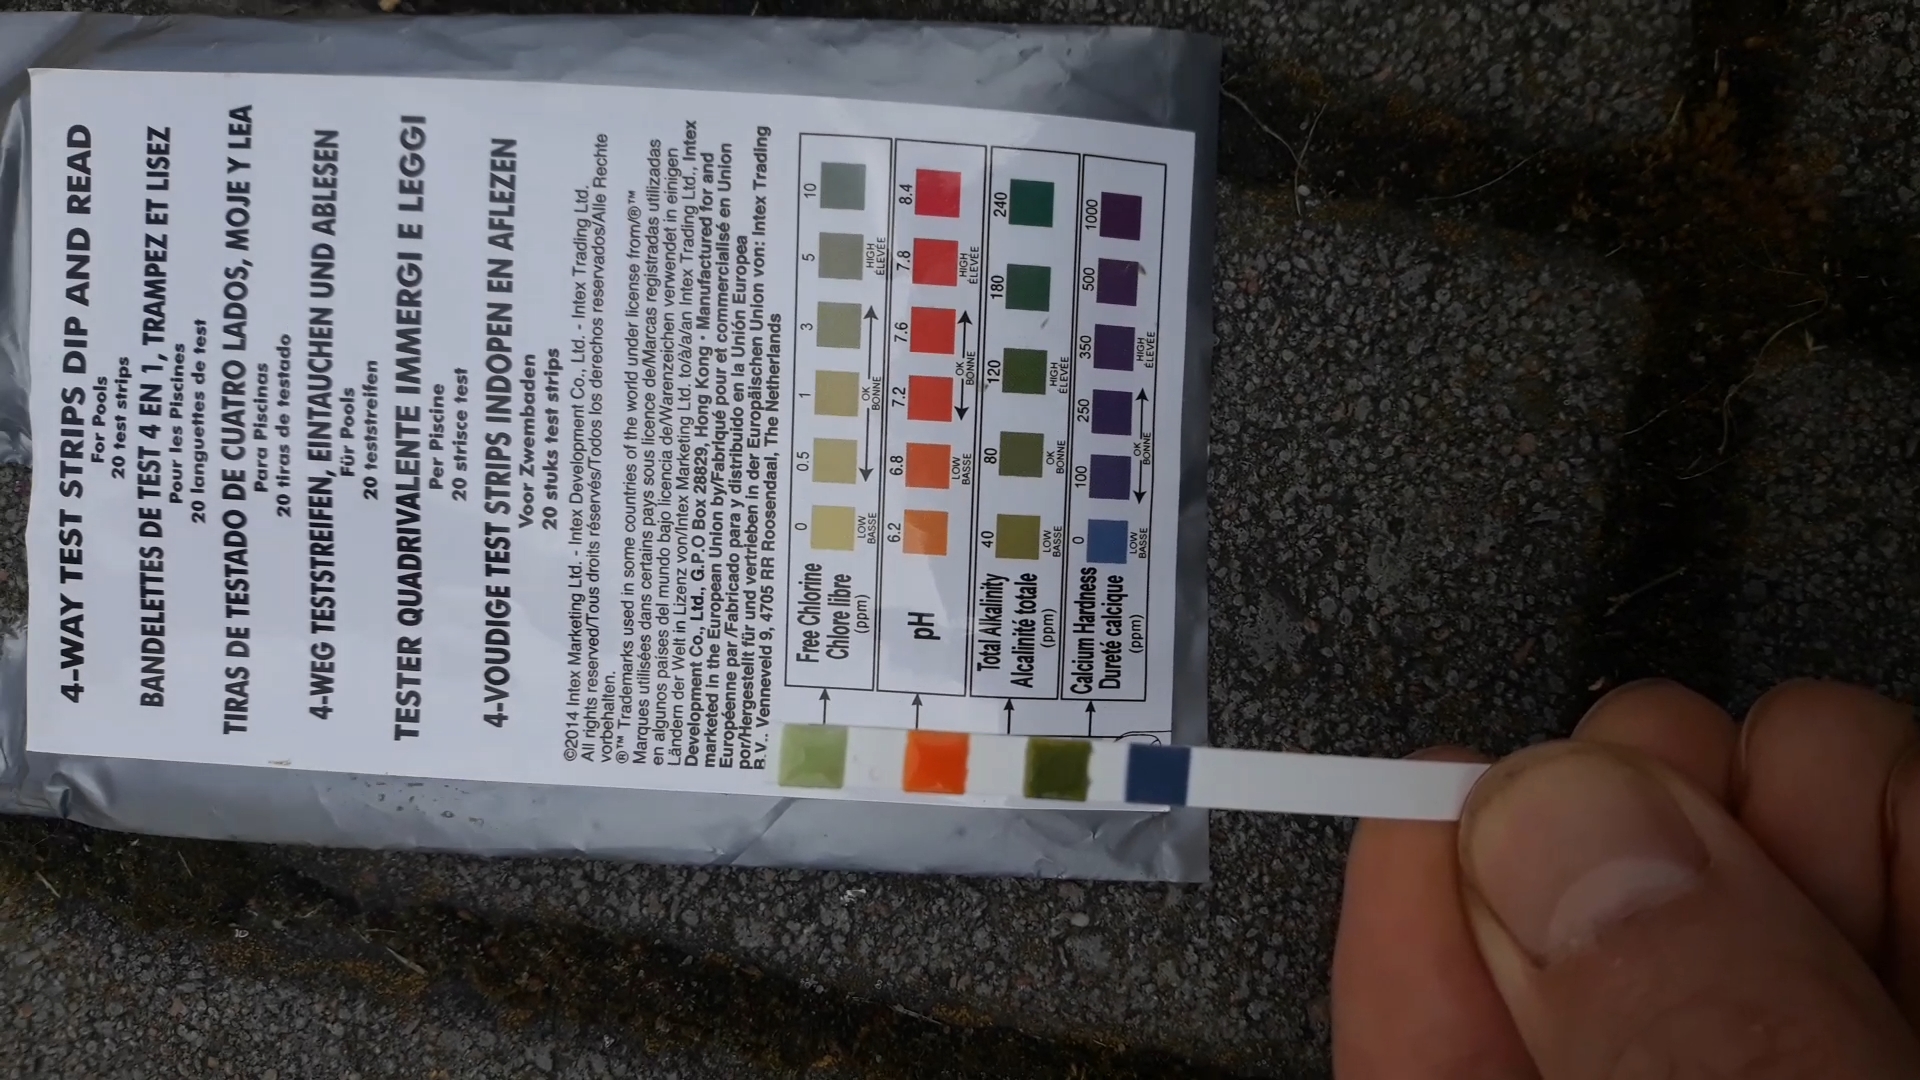 4-WAY TEST STRIPS DIP AND READ
For Pools
20 test strips
BANDELETTES DE TEST 4 EN 1, TRAMPEZ ET LISEZ
Pour les Piscines
20 languettes de test
TIRAS DE TESTADO DE CUATRO LADOS, MOJE Y LEA
Para Piscinas
20 tiras de testado
4-WEG TESTSTREIFEN, EINTAUCHEN UND ABLESEN
Für Pools
20 teststreifen
TESTER QUADRIVALENTE IMMERGI E LEGGI
Per Piscine
20 strisce test
4-VOUDIGE TEST STRIPS INDOPEN EN AFLEZEN
Voor Zwembaden
20 stuks test strips
©2014 Intex Marketing Ltd. - Intex Development Co., Ltd. - Intex Trading Ltd.
All rights reserved/Tous droits réservés/Todos los derechos reservados/Alle Rechte
vorbehalten.
®™ Trademarks used in some countries of the world under license from/®™
Marques utilisées dans certains pays sous licence de/Marcas registradas utilizadas
en algunos países del mundo bajo licencia de/Warenzeichen verwendet in einigen
Ländern der Welt in Lizenz von/Intex Marketing Ltd. to/à/a/an Intex Trading Ltd., Intex
Development Co., Ltd., G.P.O Box 28829, Hong Kong • Manufactured for and
marketed in the European Union by/Fabriqué pour et commercialisé en Union
Européenne par /Fabricado para y distribuido en la Unión Europea
por/Hergestellt für und vertrieben in der Europäischen Union von: Intex Trading
B.V., Venneveld 9, 4705 RR Roosendaal, The Netherlands
Free Chlorine
Chlore libre
(ppm)
0 0.5 1 3 5 10
LOW
BASSE
OK
BONNE
HIGH
ÉLEVÉE
pH
6.2 6.8 7.2 7.6 7.8 8.4
LOW
BASSE
OK
BONNE
HIGH
ÉLEVÉE
Total Alkalinity
Alcalinité totale
(ppm)
40 80 120 180 240
LOW
BASSE
OK
BONNE
HIGH
ÉLEVÉE
Calcium Hardness
Dureté calcique
(ppm)
0 100 250 350 500 1000
LOW
BASSE
OK
BONNE
HIGH
ÉLEVÉE